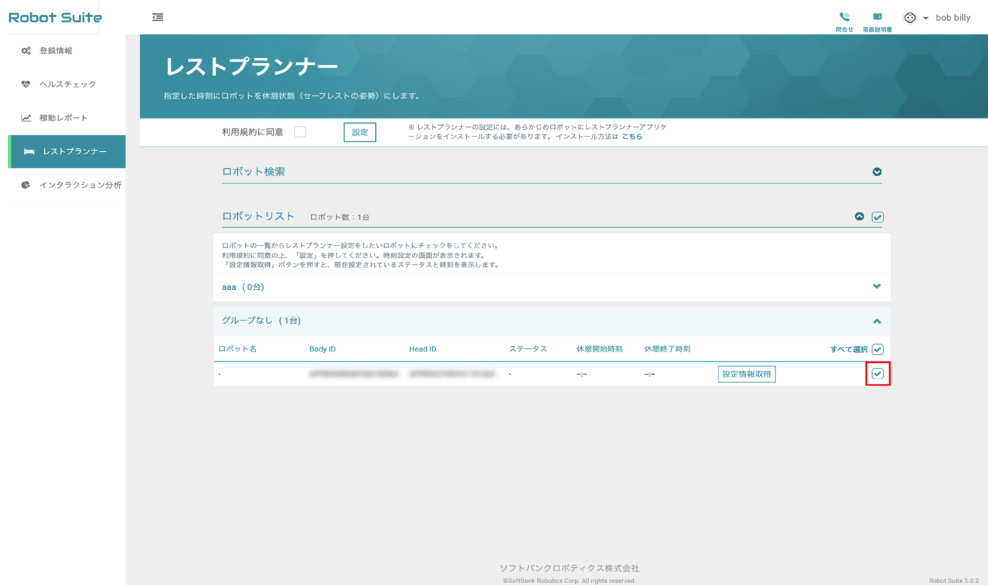 Robot Suite
問合せ
取扱説明書
bob billy
登録情報
ヘルスチェック
稼動レポート
レストプランナー
インタラクション分析
レストプランナー
指定した時刻にロボットを休憩状態（セーフレストの姿勢）にします。
利用規約に同意
設定
※ レストプランナーの設定には、あらかじめロボットにレストプランナーアプリケ
ーションをインストールする必要があります。インストール方法は こちら
ロボット検索
ロボットリスト ロボット数：1台
ロボットの一覧からレストプランナー設定をしたいロボットにチェックをしてください。
利用規約に同意の上、「設定」を押してください。時刻設定の画面が表示されます。
「設定情報取得」ボタンを押すと、現在設定されているステータスと時刻を表示します。
aaa （0台）
グループなし （1台）
ロボット名 Body ID Head ID ステータス 休憩開始時刻 休憩終了時刻 すべて選択
- - --:-- --:-- 設定情報取得
ソフトバンクロボティクス株式会社
©SoftBank Robotics Corp. All rights reserved.
Robot Suite 5.0.2